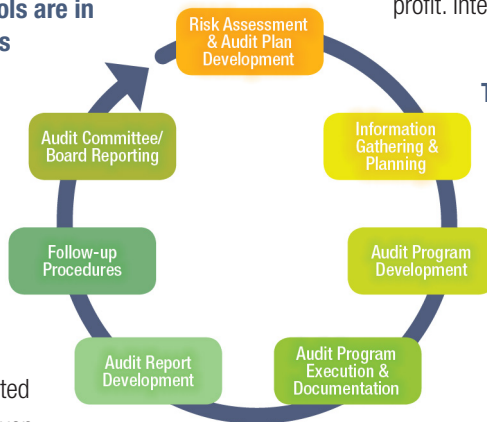 ols are in
s
profit. Inte
T
Risk Assessment
& Audit Plan
Development
Information
Gathering &
Planning
Audit Program
Development
Audit Program
Execution &
Documentation
Audit Report
Development
Follow-up
Procedures
Audit Committee/
Board Reporting
ted